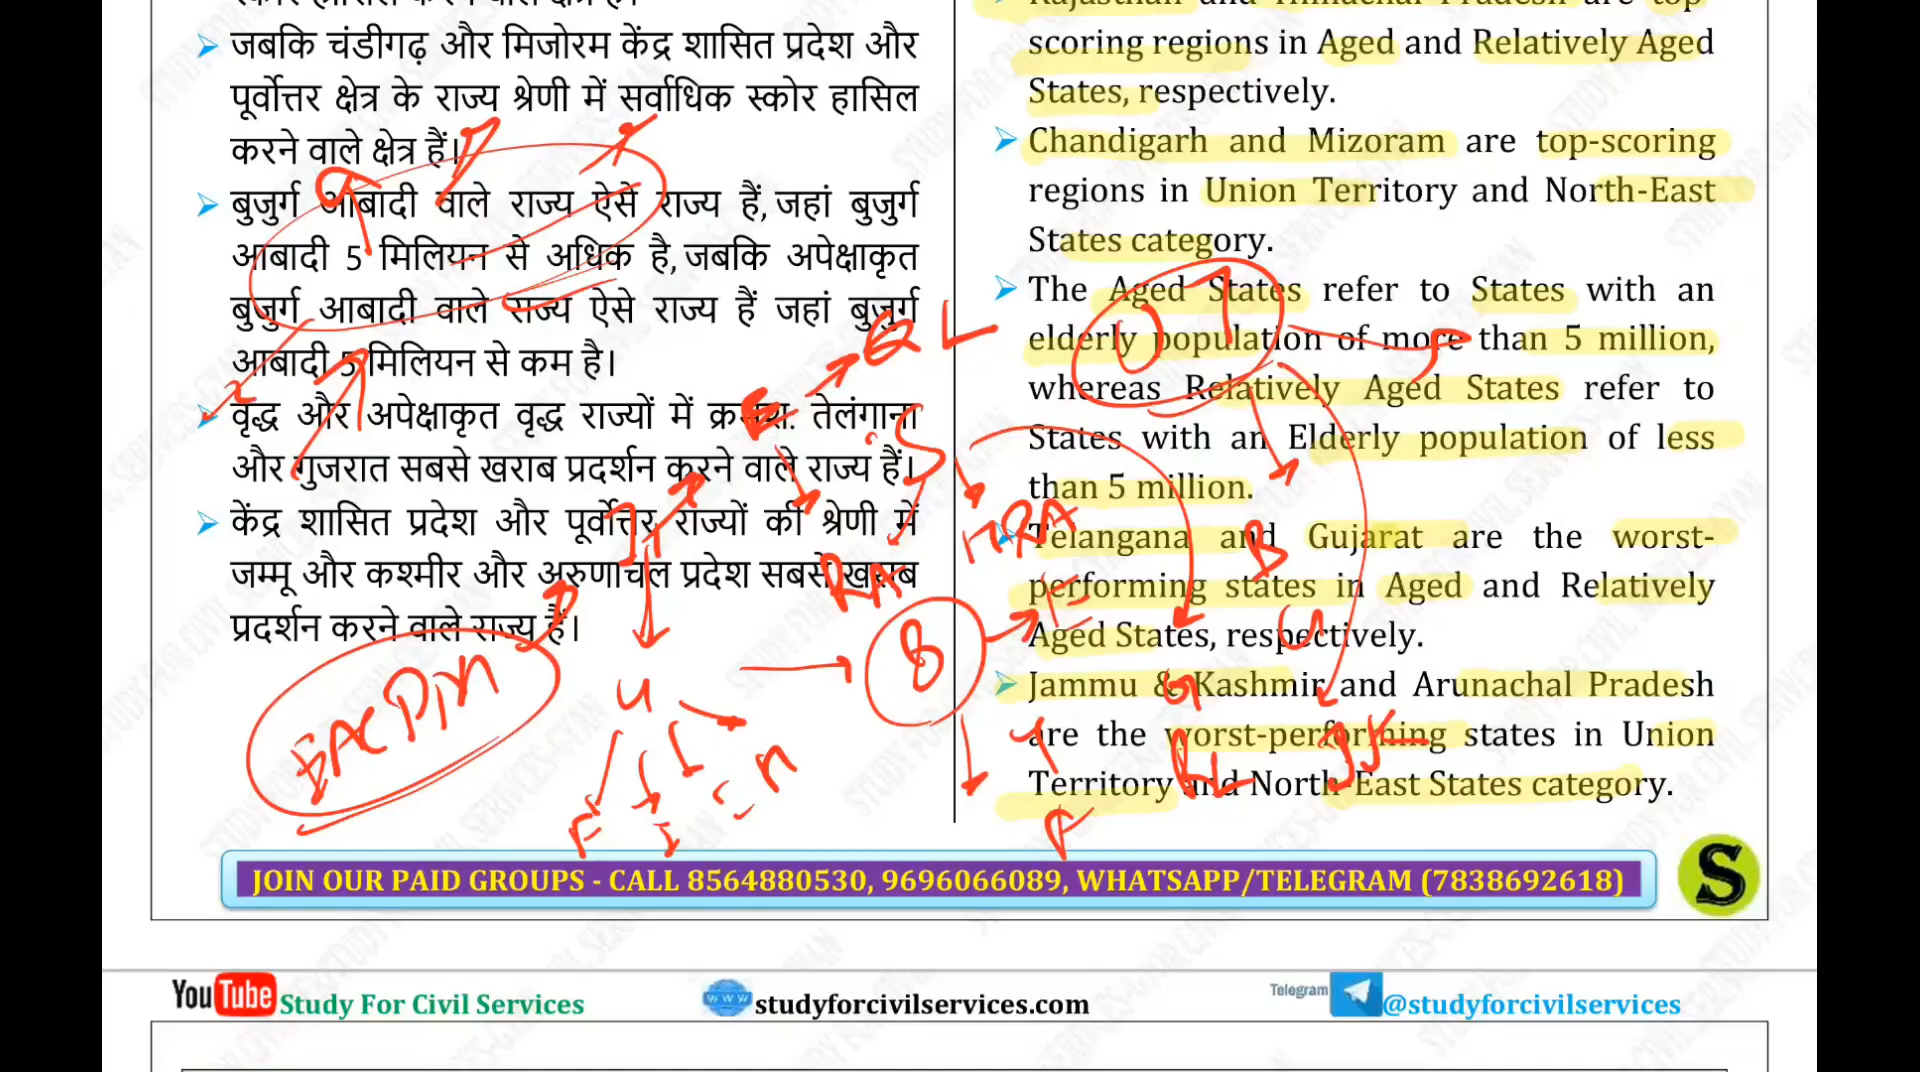 जबकि चंडीगढ़ और मिजोरम केंद्र शासित प्रदेश और
पूर्वोत्तर क्षेत्र के राज्य श्रेणी में सर्वाधिक स्कोर हासिल
करने वाले क्षेत्र हैं।
बुजुर्ग आबादी वाले राज्य ऐसे राज्य हैं, जहां बुजुर्ग
आबादी 5 मिलियन से अधिक है, जबकि अपेक्षाकृत
बुजुर्ग आबादी वाले राज्य ऐसे राज्य हैं जहां बुजुर्ग
आबादी 5 मिलियन से कम है।
वृद्ध और अपेक्षाकृत वृद्ध राज्यों में क्रमश: तेलंगाना
और गुजरात सबसे खराब प्रदर्शन करने वाले राज्य हैं।
केंद्र शासित प्रदेश और पूर्वोत्तर राज्यों की श्रेणी में
जम्मू और कश्मीर और अरुणाचल प्रदेश सबसे खराब
प्रदर्शन करने वाले राज्य हैं।
Rajasthan and Himachal Pradesh are top-
scoring regions in Aged and Relatively Aged
States, respectively.
Chandigarh and Mizoram are top-scoring
regions in Union Territory and North-East
States category.
The Aged States refer to States with an
elderly population of more than 5 million,
whereas Relatively Aged States refer to
States with an Elderly population of less
than 5 million.
Telangana and Gujarat are the worst-
performing states in Aged and Relatively
Aged States, respectively.
Jammu & Kashmir and Arunachal Pradesh
are the worst-performing states in Union
Territory and North-East States category.
JOIN OUR PAID GROUPS - CALL 8564880530, 9696066089, WHATSAPP/TELEGRAM (7838692618)
S
YouTube Study For Civil Services
www studyforcivilservices.com
Telegram @studyforcivilservices